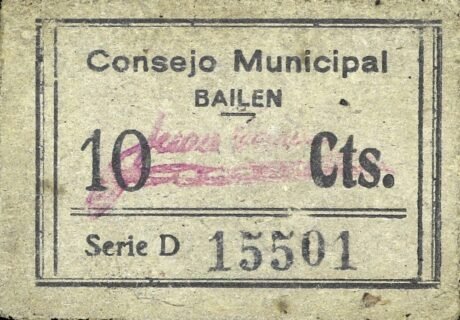 Consejo Municipal
BAILEN
10 Cts.
Serie D 15501